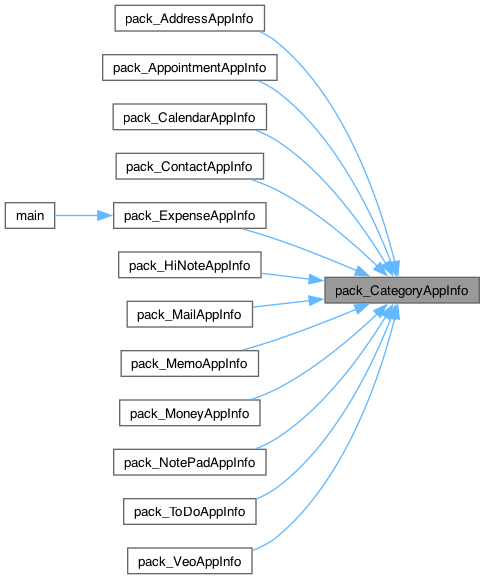 pack_AddressAppInfo
pack_AppointmentAppInfo
pack_CalendarAppInfo
pack_ContactAppInfo
main
pack_ExpenseAppInfo
pack_HiNoteAppInfo
pack_CategoryAppInfo
pack_MailAppInfo
pack_MemoAppInfo
pack_MoneyAppInfo
pack_NotePadAppInfo
pack_ToDoAppInfo
pack_VeoAppInfo